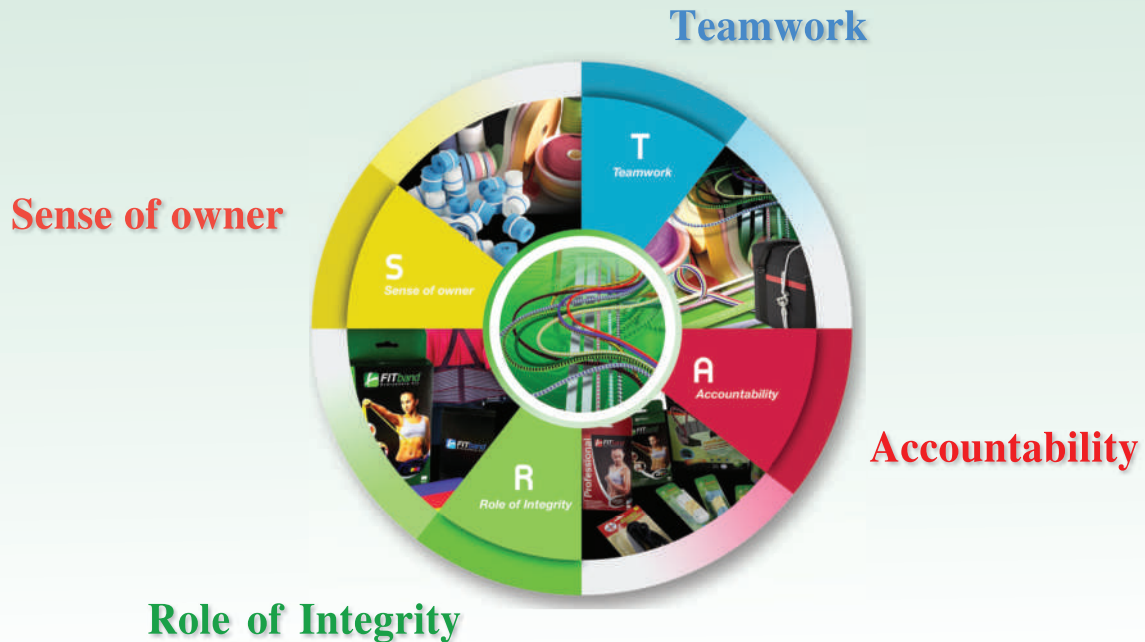 Teamwork
T
Teamwork
Sense of owner
S
Sense of owner
A
Accountability
Accountability
FITband
FITband
R
Role of Integrity
Professional
Role of Integrity